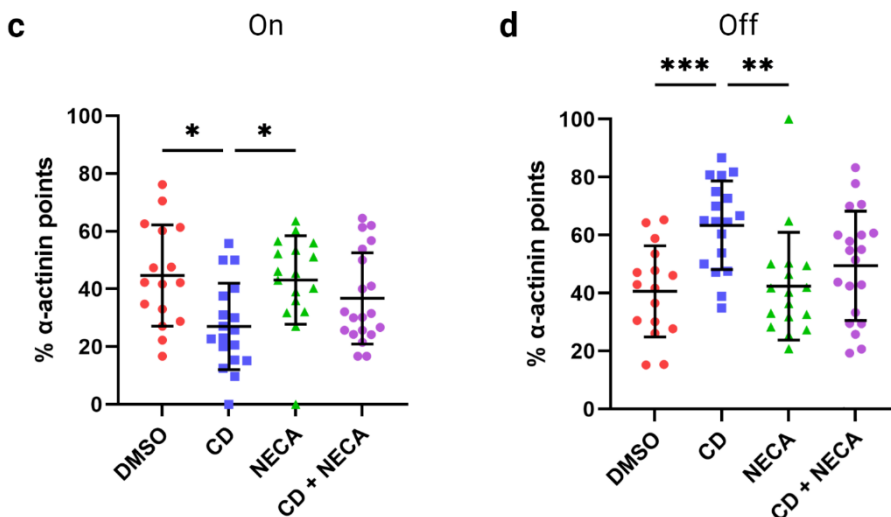 c On
% α-actinin points
100
80
60
40
20
0
* *
DMSO CD NECA CD + NECA
d Off
% α-actinin points
100
80
60
40
20
0
*** **
DMSO CD NECA CD + NECA